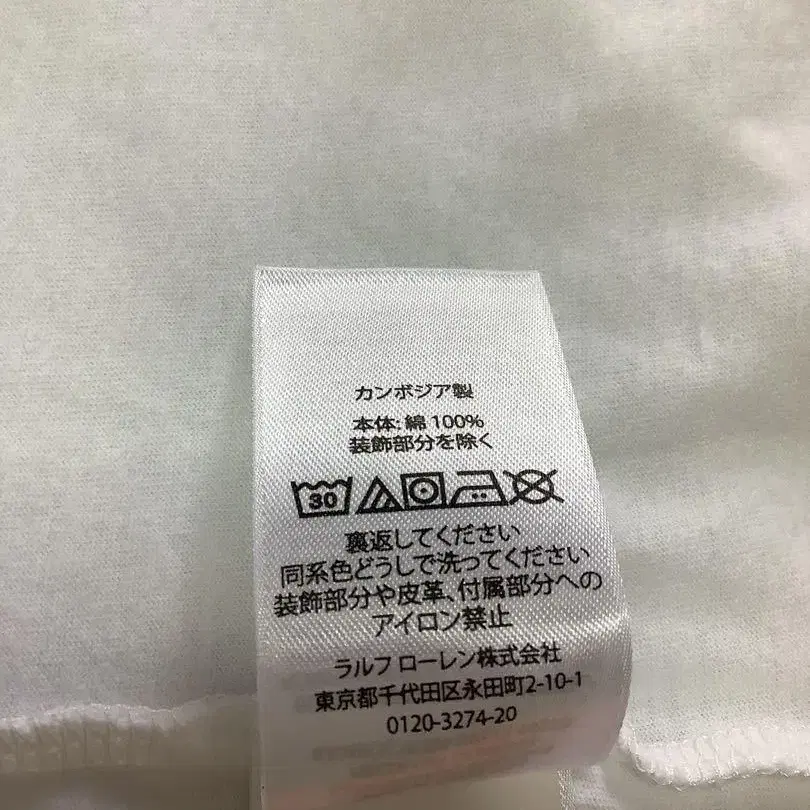 カンボジア製
本体: 綿 100%
装飾部分を除く
30
裏返してください
同系色どうしで洗ってください
装飾部分や皮革、付属部分への
アイロン禁止
ラルフ ローレン株式会社
東京都千代田区永田町2-10-1
0120-3274-20